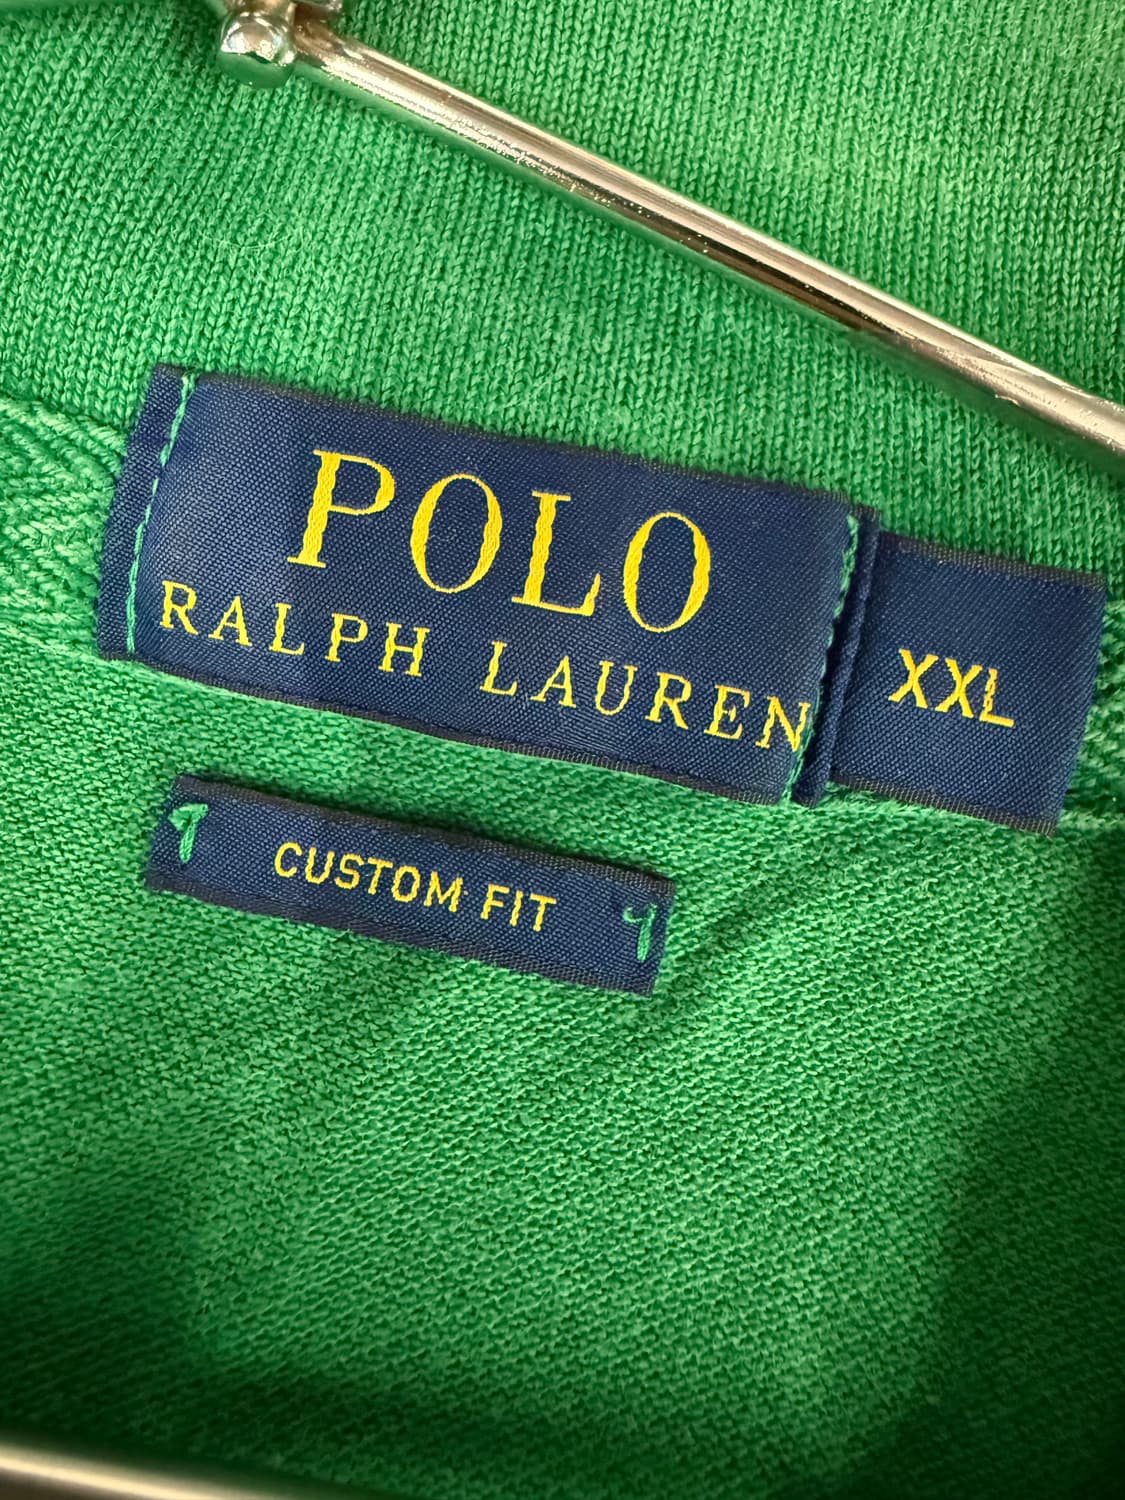 POLO
RALPH LAUREN
XXL
CUSTOM FIT